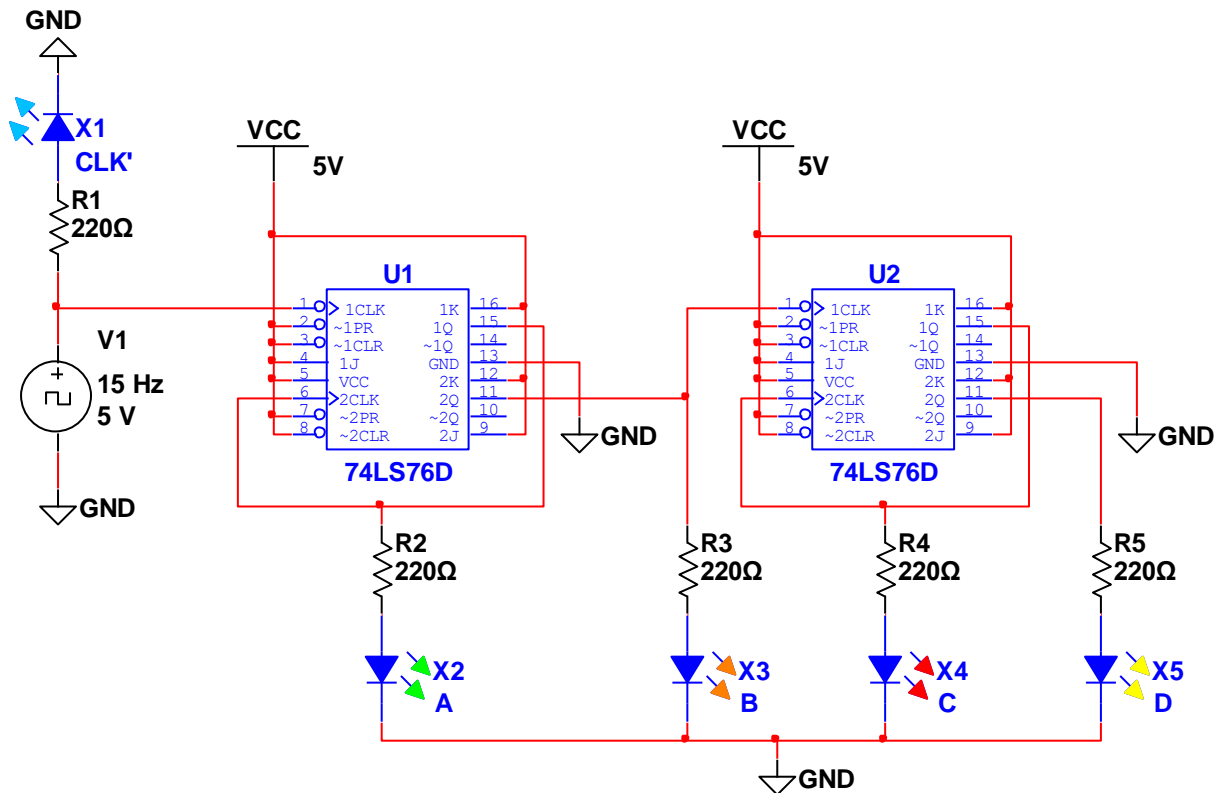 GND
X1
CLK'
R1
220Ω
V1
15 Hz
5 V
GND
VCC
5V
U1
1 1CLK 1K 16
2 ~1PR 1Q 15
3 ~1CLR ~1Q 14
4 1J GND 13
5 VCC 2K 12
6 2CLK 2Q 11
7 ~2PR ~2Q 10
8 ~2CLR 2J 9
74LS76D
GND
VCC
5V
U2
1 1CLK 1K 16
2 ~1PR 1Q 15
3 ~1CLR ~1Q 14
4 1J GND 13
5 VCC 2K 12
6 2CLK 2Q 11
7 ~2PR ~2Q 10
8 ~2CLR 2J 9
74LS76D
GND
R2
220Ω
R3
220Ω
R4
220Ω
R5
220Ω
X2
A
X3
B
X4
C
X5
D
GND